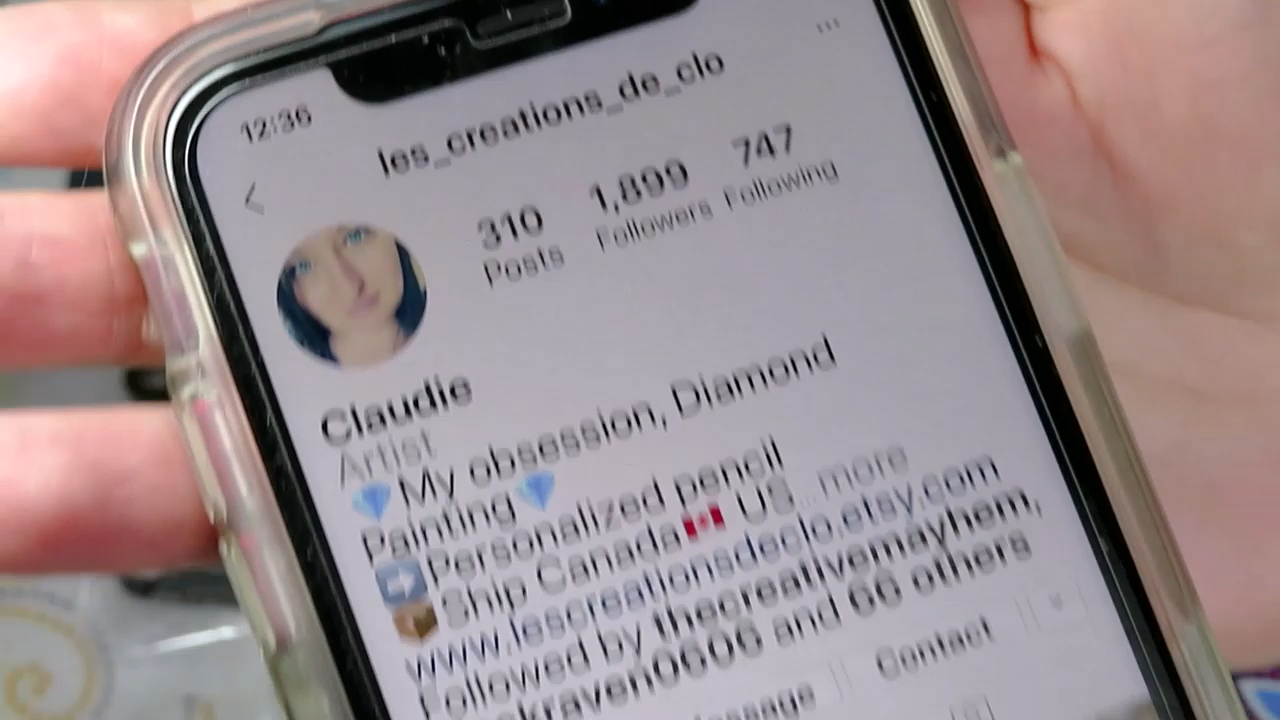 12:36
les_creations_de_clo
310 1,899 747
Posts Followers Following
Claudie
Artist
💎My obsession, Diamond
Painting💎
➡️Personalized pencil
📦Ship Canada🇨🇦 US... more
www.lescreationsdeclo.etsy.com
Followed by thecreativemayhem,
and 66 others
Contact